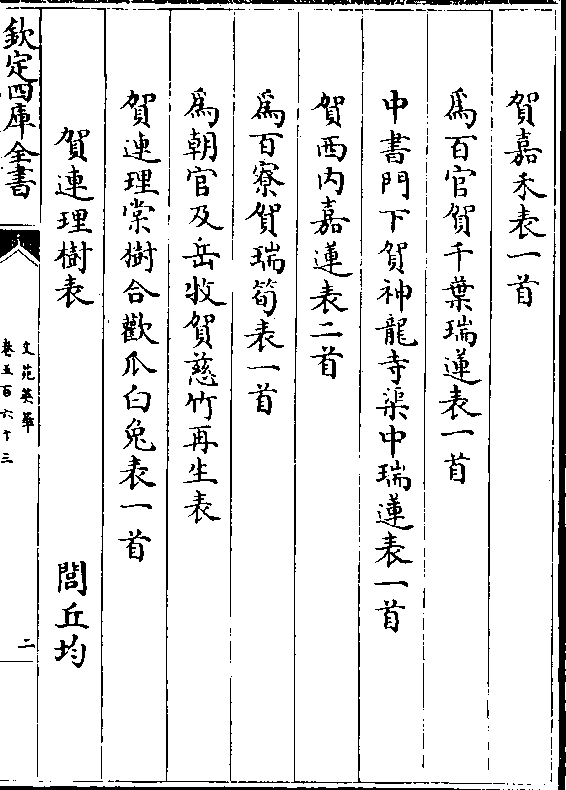 賀嘉禾表一首
爲百官賀千葉瑞蓮表一首
中書門下賀神龍寺渠中瑞蓮表一首
賀西内嘉蓮表二首
爲百寮賀瑞筍表一首
爲朝官及岳牧賀慈竹再生表
賀連理棠樹合歡瓜白兔表一首
賀連理樹表 閭丘均
欽定四庫全書
文苑英華
卷五百六十三
二